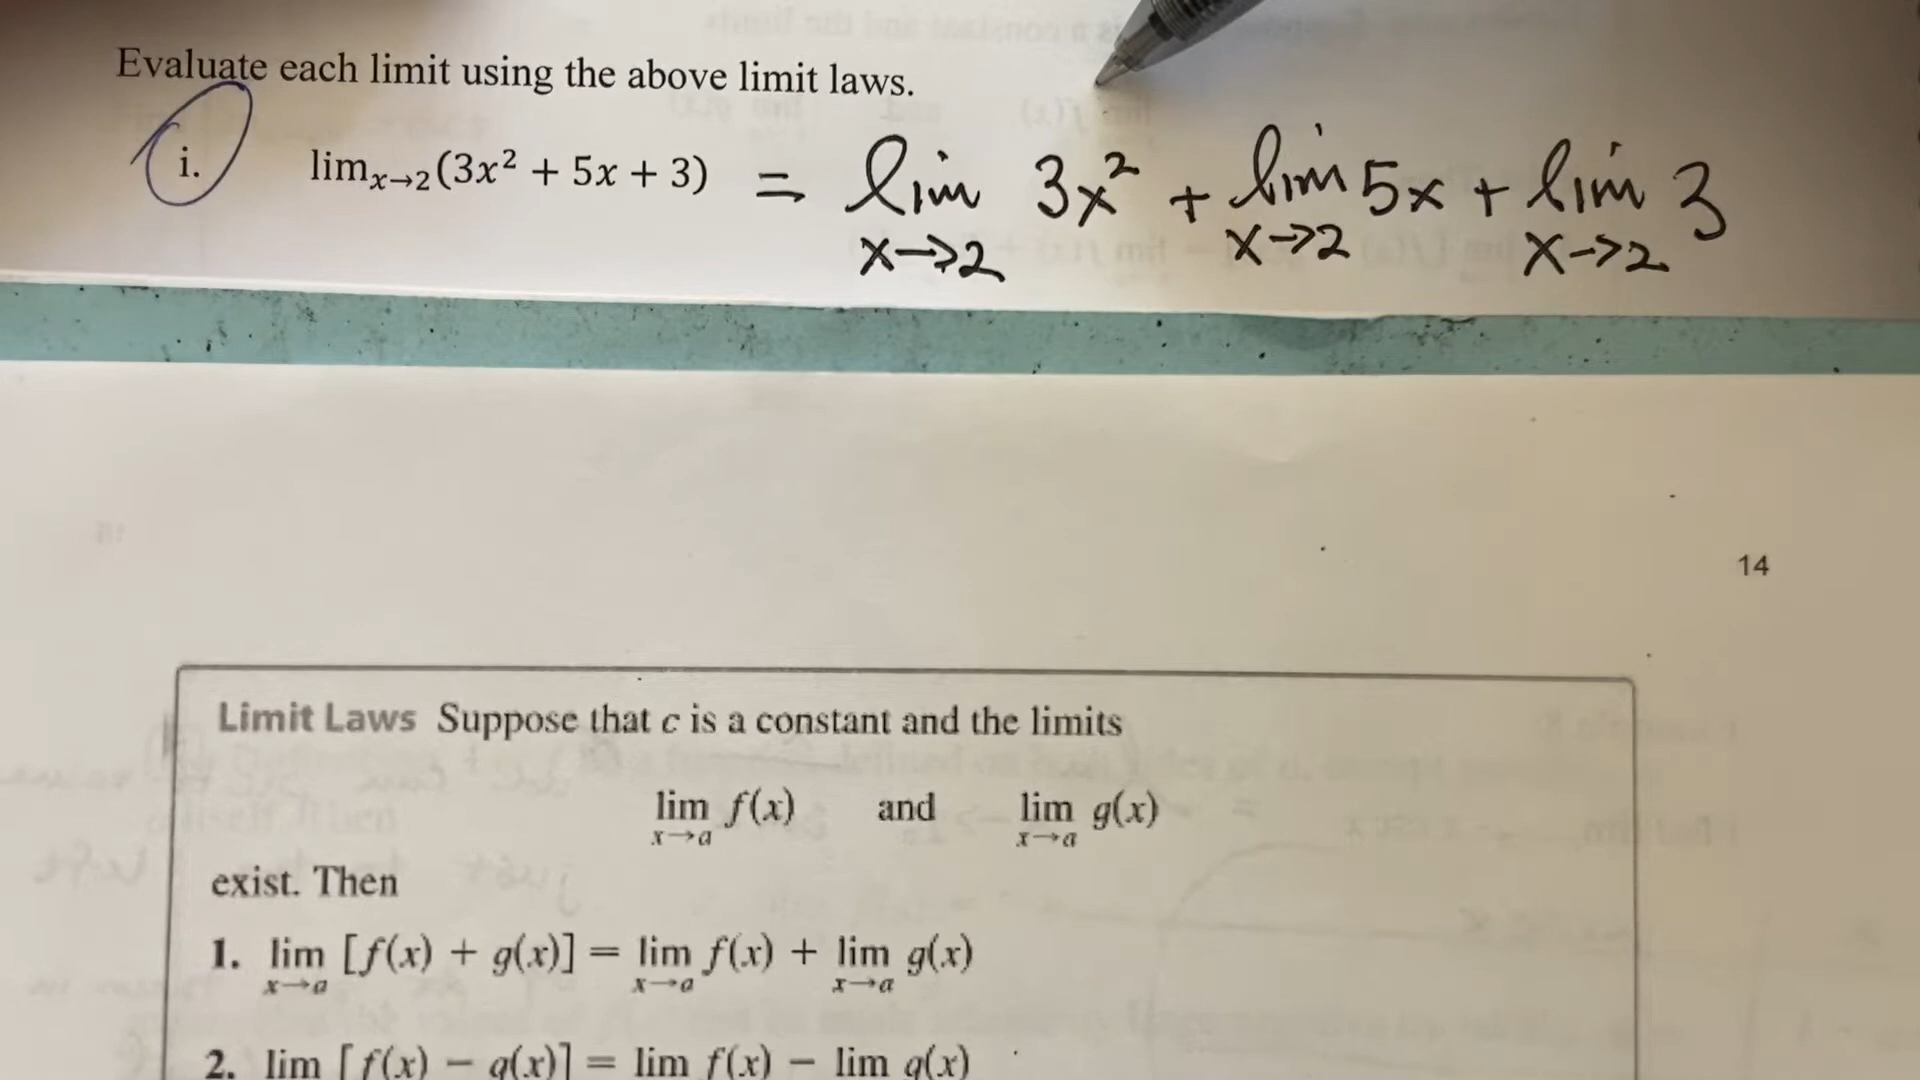 Evaluate each limit using the above limit laws.
i. limₓ→₂(3x² + 5x + 3) = lim 3x² + lim 5x + lim 3
x→2 x→2 x→2
14
Limit Laws Suppose that c is a constant and the limits
lim f(x) and lim g(x)
x→a x→a
exist. Then
1. lim [f(x) + g(x)] = lim f(x) + lim g(x)
x→a x→a x→a
2. lim [f(x) − g(x)] = lim f(x) − lim g(x)